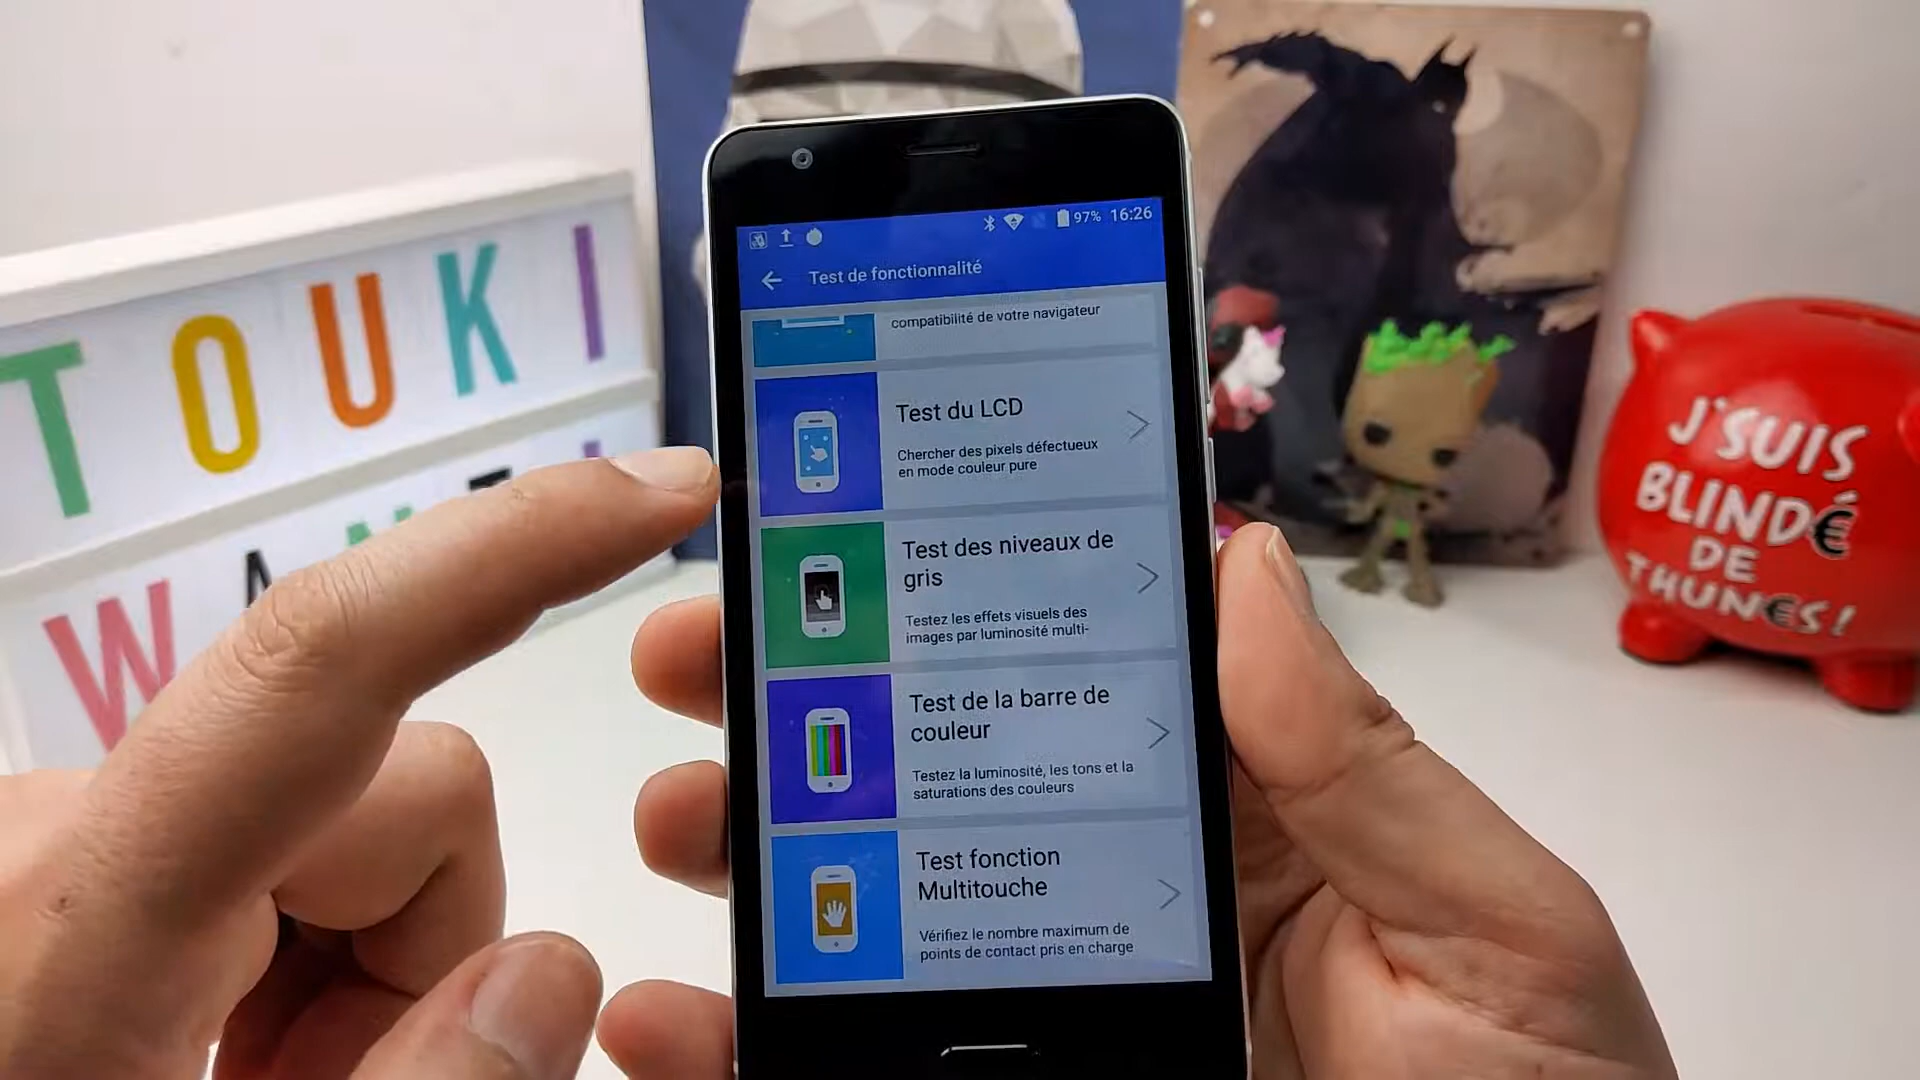 TOUKI
97% 16:26
Test de fonctionnalité
compatibilité de votre navigateur
Test du LCD
Chercher des pixels défectueux
en mode couleur pure
Test des niveaux de
gris
Testez les effets visuels des
images par luminosité multi-
Test de la barre de
couleur
Testez la luminosité, les tons et la
saturations des couleurs
Test fonction
Multitouche
Vérifiez le nombre maximum de
points de contact pris en charge
J'SUIS
BLINDÉ
DE
THUN€S!